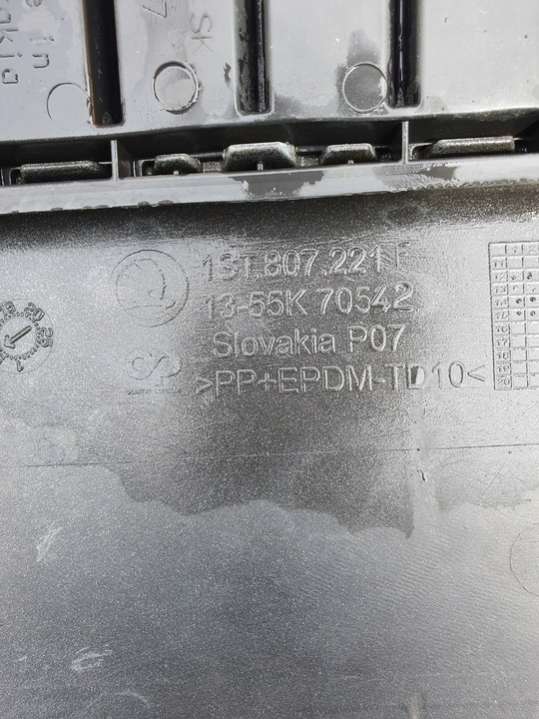 SK
1ST.807.221 F
13-55K 70542
Slovakia P07
>PP+EPDM-TD10<